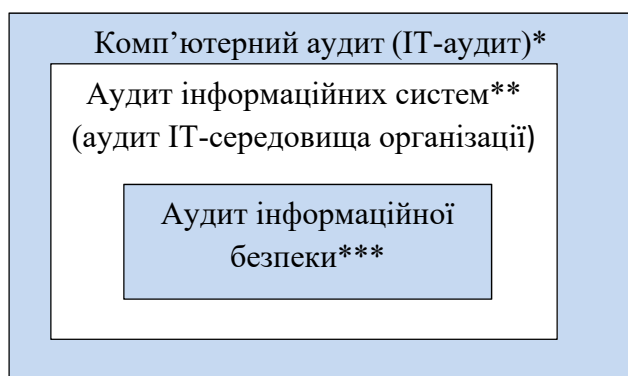 Комп’ютерний аудит (ІТ-аудит)*
Аудит інформаційних систем**
(аудит ІТ-середовища організації)
Аудит інформаційної
безпеки***